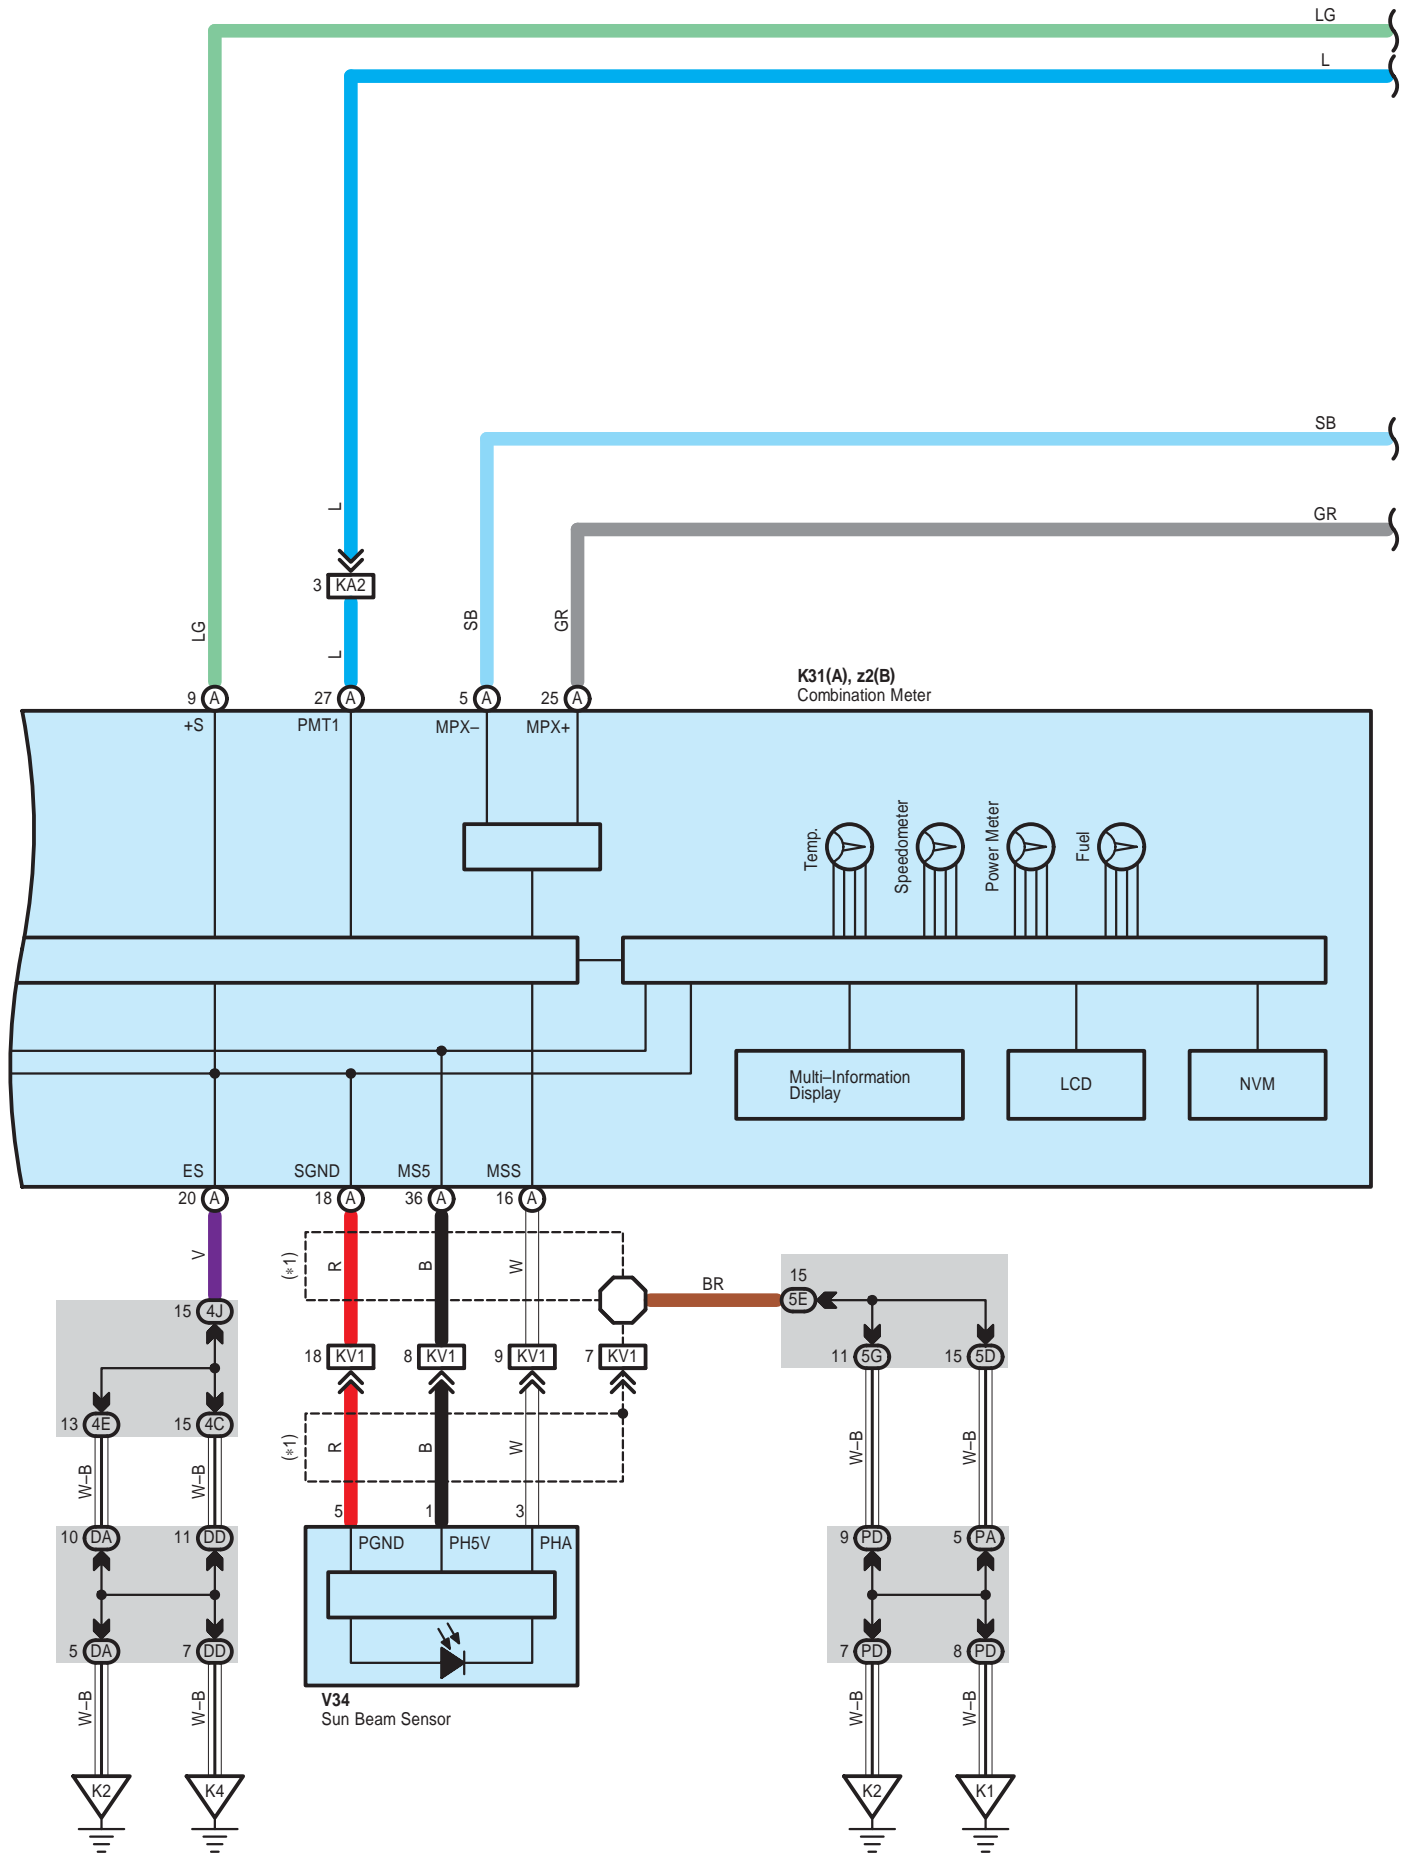 LG
L
SB
GR
L
3 KA2
LG
L
SB
GR
K31(A), z2(B)
Combination Meter
9 A
27 A
5 A
25 A
+S
PMT1
MPX–
MPX+
Temp.
Speedometer
Power Meter
Fuel
Multi–Information
Display
LCD
NVM
ES
SGND
MS5
MSS
20 A
18 A
36 A
16 A
V
(*1)
R
B
W
BR
15
5E
15 4J
18 KV1
8 KV1
9 KV1
7 KV1
11 5G
15 5D
13 4E
15 4C
(*1)
R
B
W
W–B
W–B
W–B
W–B
5
1
3
10 DA
11 DD
PGND
PH5V
PHA
9 PD
5 PA
5 DA
7 DD
7 PD
8 PD
V34
Sun Beam Sensor
W–B
W–B
W–B
W–B
K2
K4
K2
K1